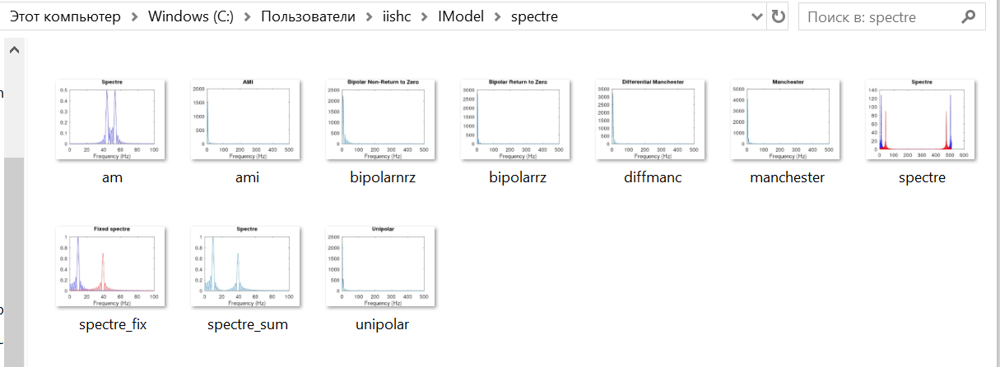 Этот компьютер > Windows (C:) > Пользователи > iishc > IModel > spectre
Поиск в: spectre
Spectre
0.5
0.4
0.3
0.2
0.1
0
0 20 40 60 80 100
Frequency (Hz)
am
AMI
2000
1500
1000
500
0
0 100 200 300 400 500
Frequency (Hz)
ami
Bipolar Non-Return to Zero
2500
2000
1500
1000
500
0
0 100 200 300 400 500
Frequency (Hz)
bipolarnrz
Bipolar Return to Zero
3000
2500
2000
1500
1000
500
0
0 100 200 300 400 500
Frequency (Hz)
bipolarrz
Differential Manchester
3500
3000
2500
2000
1500
1000
500
0
0 100 200 300 400 500
Frequency (Hz)
diffmanc
Manchester
5000
4000
3000
2000
1000
0
0 100 200 300 400 500
Frequency (Hz)
manchester
Spectre
140
120
100
80
60
40
20
0
0 100 200 300 400 500 600
spectre
Fixed spectre
1
0.8
0.6
0.4
0.2
0
0 20 40 60 80 100
Frequency (Hz)
spectre_fix
Spectre
1
0.8
0.6
0.4
0.2
0
0 20 40 60 80 100
Frequency (Hz)
spectre_sum
Unipolar
2500
2000
1500
1000
500
0
0 100 200 300 400 500
Frequency (Hz)
unipolar